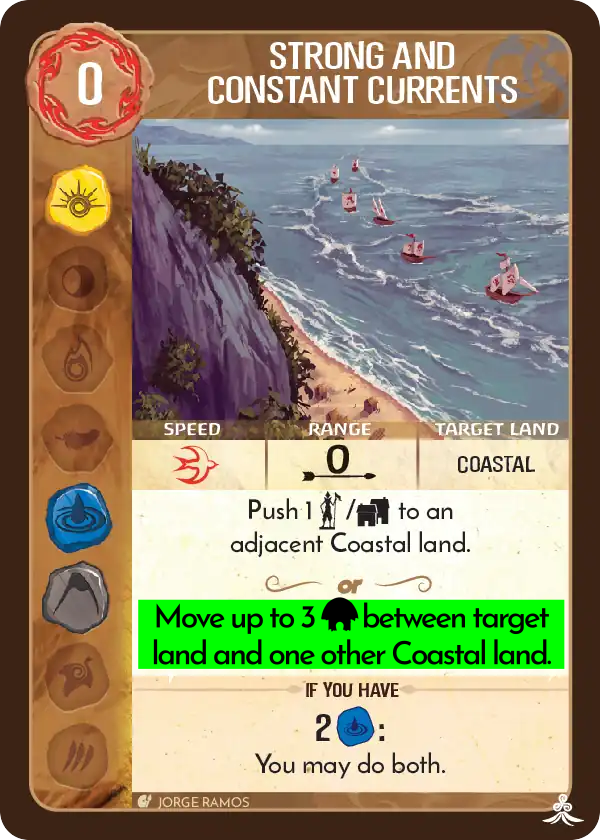 0
STRONG AND
CONSTANT CURRENTS
SPEED RANGE TARGET LAND
0 COASTAL
Push 1 / to an
adjacent Coastal land.
or
Move up to 3 between target
land and one other Coastal land.
IF YOU HAVE
2 :
You may do both.
JORGE RAMOS